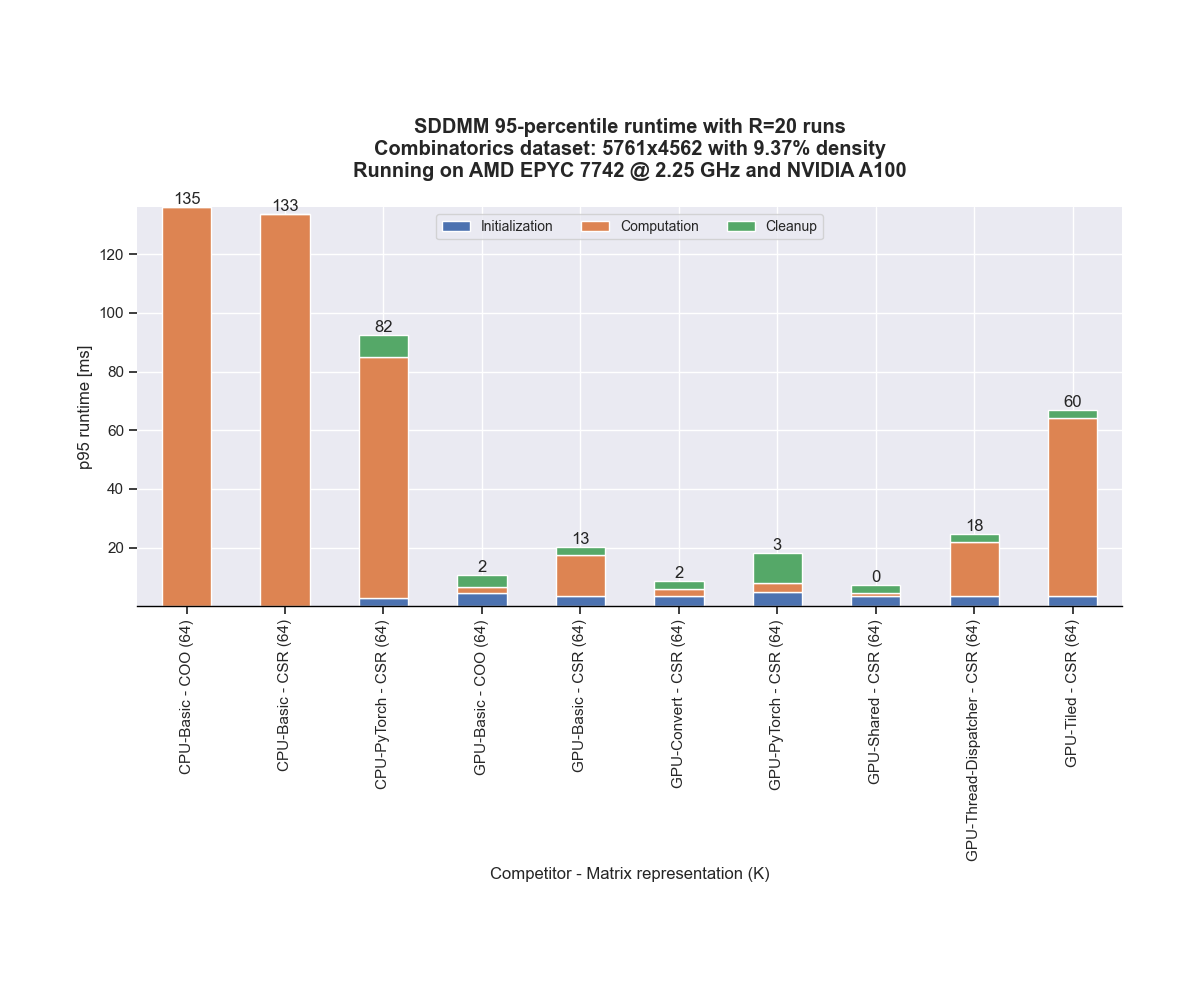 SDDMM 95-percentile runtime with R=20 runs
Combinatorics dataset: 5761x4562 with 9.37% density
Running on AMD EPYC 7742 @ 2.25 GHz and NVIDIA A100
135
133
82
2
13
2
3
0
18
60
Initialization
Computation
Cleanup
p95 runtime [ms]
120
100
80
60
40
20
CPU-Basic - COO (64)
CPU-Basic - CSR (64)
CPU-PyTorch - CSR (64)
GPU-Basic - COO (64)
GPU-Basic - CSR (64)
GPU-Convert - CSR (64)
GPU-PyTorch - CSR (64)
GPU-Shared - CSR (64)
GPU-Thread-Dispatcher - CSR (64)
GPU-Tiled - CSR (64)
Competitor - Matrix representation (K)